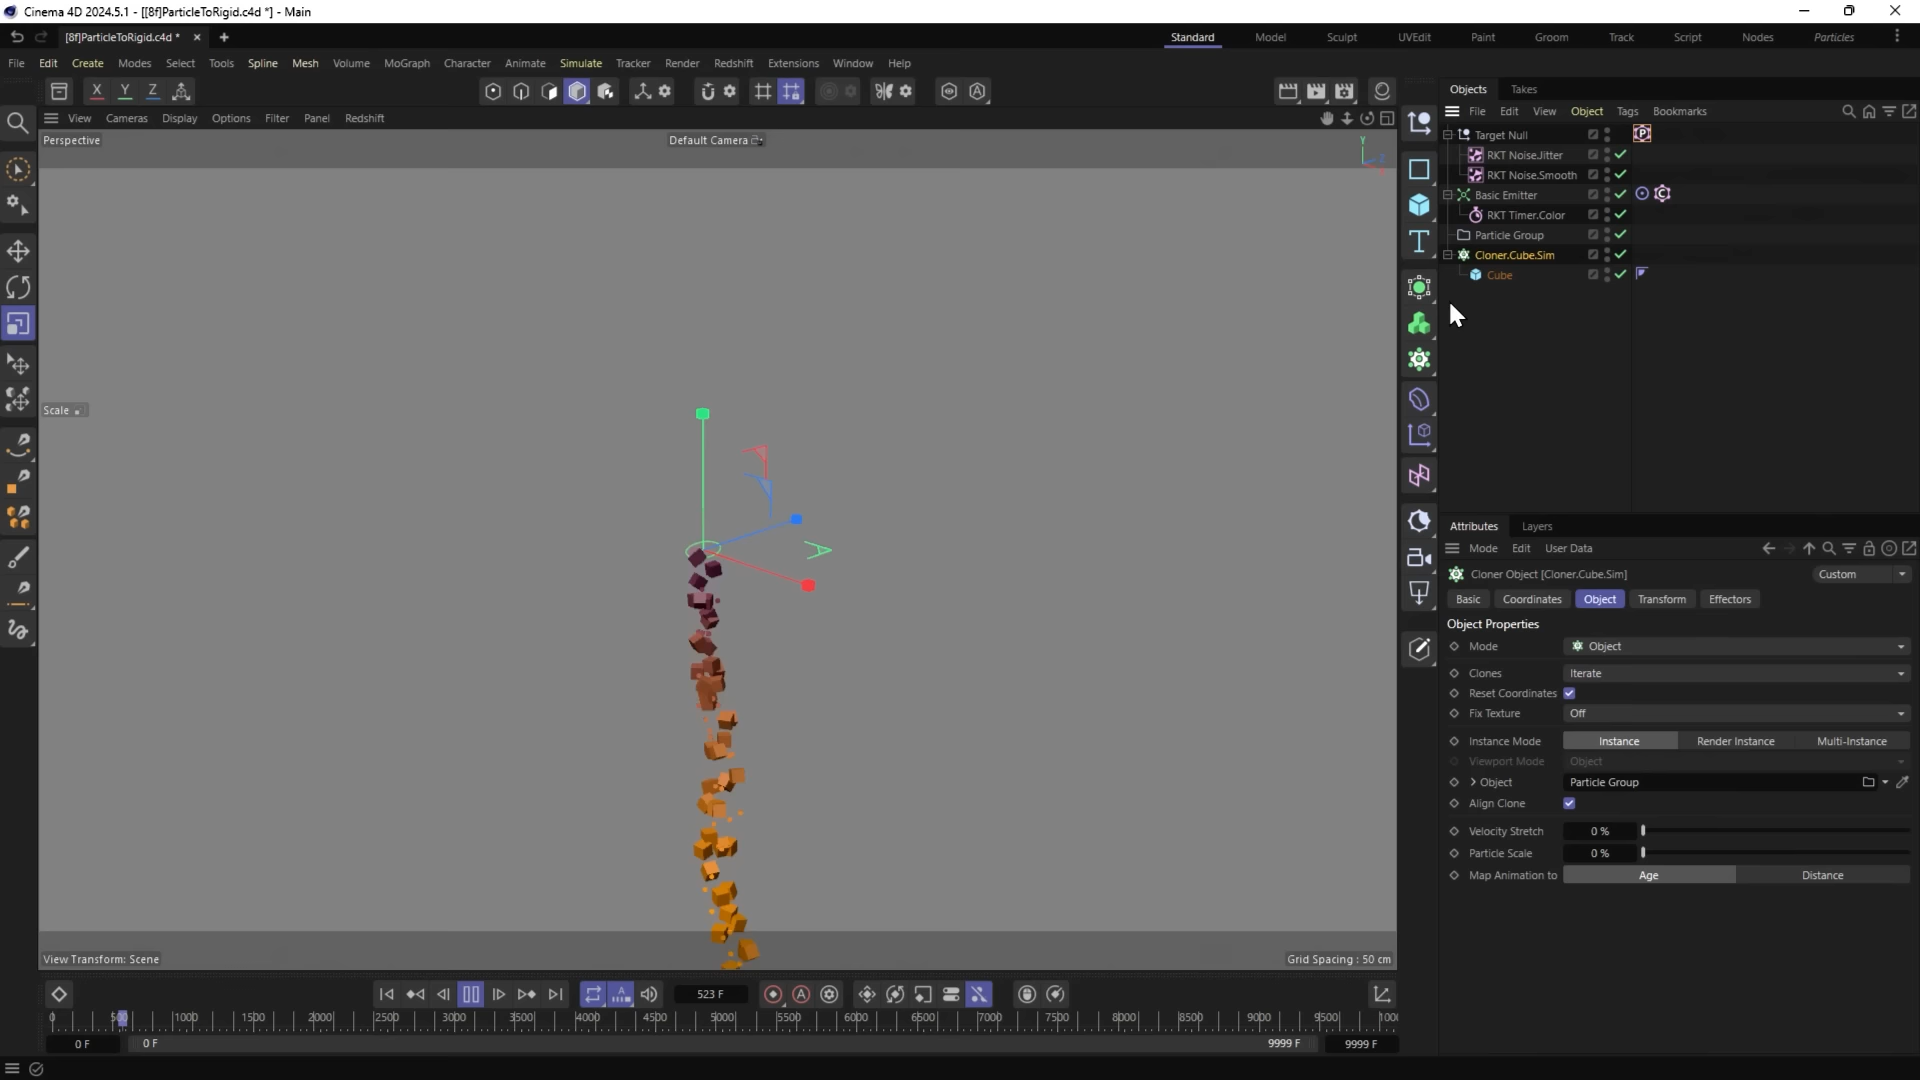 Cinema 4D 2024.5.1 - [[8f]ParticleToRigid.c4d *] - Main
[8f]ParticleToRigid.c4d *
Standard Model Sculpt UVEdit Paint Groom Track Script Nodes Particles
File Edit Create Modes Select Tools Spline Mesh Volume MoGraph Character Animate Simulate Tracker Render Redshift Extensions Window Help
X Y Z
Objects Takes
File Edit View Object Tags Bookmarks
View Cameras Display Options Filter Panel Redshift
Perspective
Default Camera
Y
Target Null
RKT Noise.Jitter
RKT Noise.Smooth
Basic Emitter
RKT Timer.Color
Particle Group
Cloner.Cube.Sim
Cube
Scale
Attributes Layers
Mode Edit User Data
Cloner Object [Cloner.Cube.Sim]
Custom
Basic Coordinates Object Transform Effectors
Object Properties
Mode Object
Clones Iterate
Reset Coordinates
Fix Texture Off
Instance Mode Instance Render Instance Multi-Instance
Viewport Mode Object
Object Particle Group
Align Clone
Velocity Stretch 0 %
Particle Scale 0 %
Map Animation to Age Distance
View Transform: Scene
Grid Spacing : 50 cm
523 F
0 500 1000 1500 2000 2500 3000 3500 4000 4500 5000 5500 6000 6500 7000 7500 8000 8500 9000 9500 1000
0 F 0 F 9999 F 9999 F